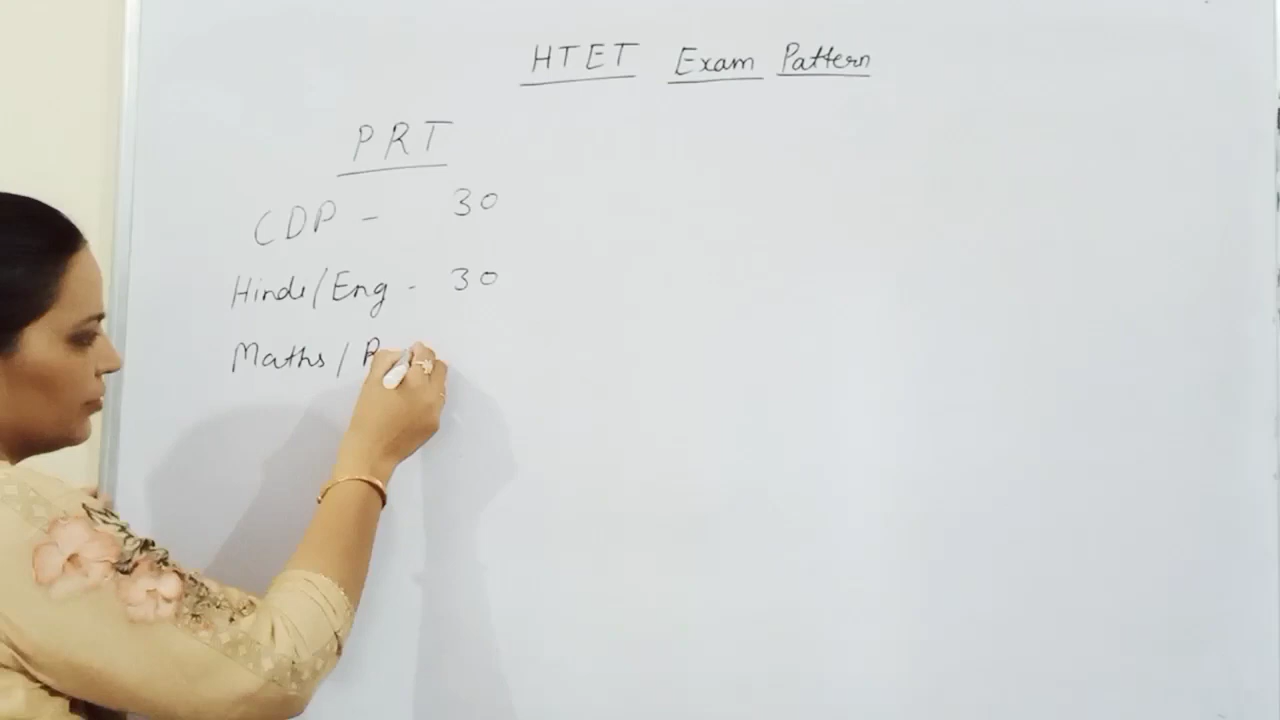 HTET Exam Pattern
PRT
CDP - 30
Hindi/Eng - 30
Maths /